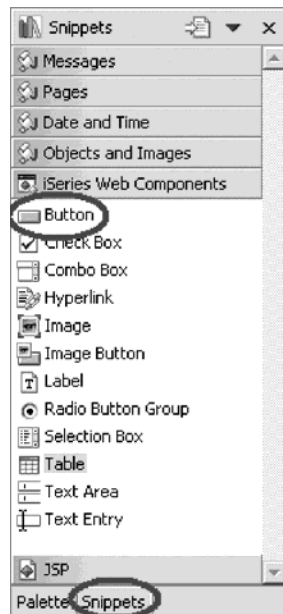 Snippets
Messages
Pages
Date and Time
Objects and Images
iSeries Web Components
Button
Check Box
Combo Box
Hyperlink
Image
Image Button
Label
Radio Button Group
Selection Box
Table
Text Area
Text Entry
JSP
Palette Snippets